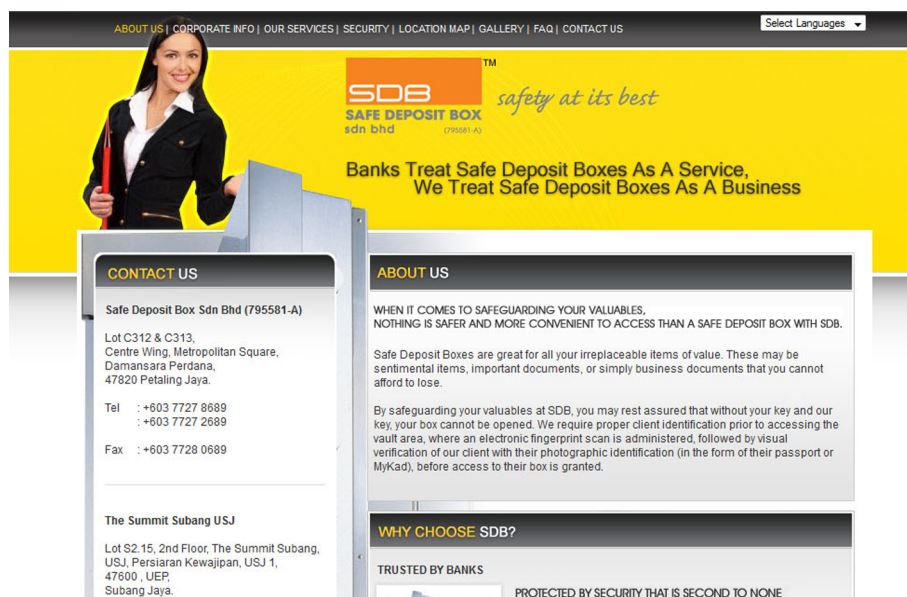 ABOUT US | CORPORATE INFO | OUR SERVICES | SECURITY | LOCATION MAP | GALLERY | FAQ | CONTACT US
Select Languages
SDB
TM
safety at its best
SAFE DEPOSIT BOX
sdn bhd (795581-A)
Banks Treat Safe Deposit Boxes As A Service,
We Treat Safe Deposit Boxes As A Business
CONTACT US
Safe Deposit Box Sdn Bhd (795581-A)
Lot C312 & C313,
Centre Wing, Metropolitan Square,
Damansara Perdana,
47820 Petaling Jaya.
Tel : +603 7727 8689
: +603 7727 2689
Fax : +603 7728 0689
The Summit Subang USJ
Lot S2.15, 2nd Floor, The Summit Subang,
USJ, Persiaran Kewajipan, USJ 1,
47600 , UEP,
Subang Jaya.
ABOUT US
WHEN IT COMES TO SAFEGUARDING YOUR VALUABLES,
NOTHING IS SAFER AND MORE CONVENIENT TO ACCESS THAN A SAFE DEPOSIT BOX WITH SDB.
Safe Deposit Boxes are great for all your irreplaceable items of value. These may be
sentimental items, important documents, or simply business documents that you cannot
afford to lose.
By safeguarding your valuables at SDB, you may rest assured that without your key and our
key, your box cannot be opened. We require proper client identification prior to accessing the
vault area, where an electronic fingerprint scan is administered, followed by visual
verification of our client with their photographic identification (in the form of their passport or
MyKad), before access to their box is granted.
WHY CHOOSE SDB?
TRUSTED BY BANKS
PROTECTED BY SECURITY THAT IS SECOND TO NONE